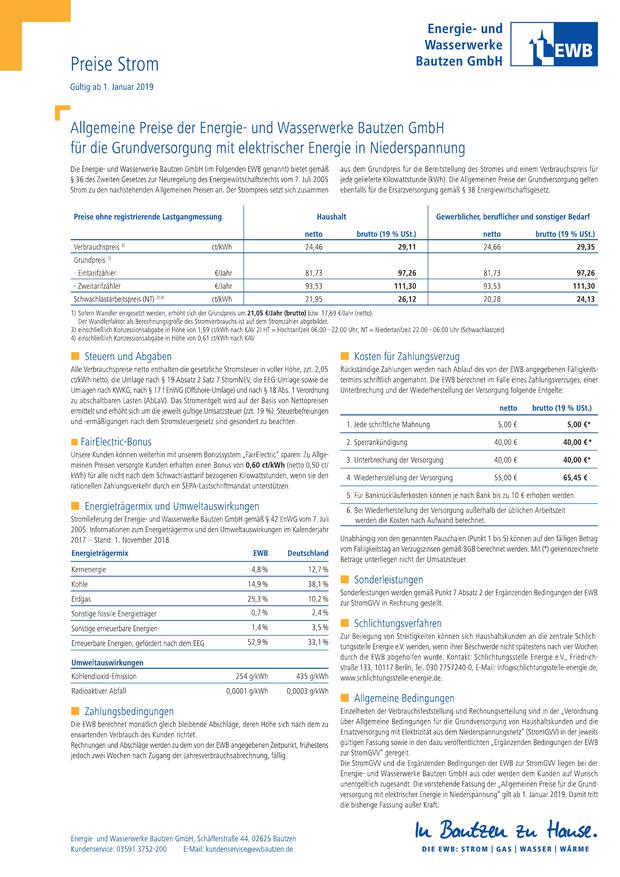 Energie- und
Wasserwerke
Bautzen GmbH
EWB
Preise Strom
Gültig ab 1. Januar 2019
Allgemeine Preise der Energie- und Wasserwerke Bautzen GmbH
für die Grundversorgung mit elektrischer Energie in Niederspannung
Die Energie- und Wasserwerke Bautzen GmbH (im Folgenden EWB genannt) bietet gemäß
§ 36 des Zweiten Gesetzes zur Neuregelung des Energiewirtschaftsrechts vom 7. Juli 2005
Strom zu den nachstehenden Allgemeinen Preisen an. Der Strompreis setzt sich zusammen
aus dem Grundpreis für die Bereitstellung des Stromes und einem Verbrauchspreis für
jede gelieferte Kilowattstunde (kWh). Die Allgemeinen Preise der Grundversorgung gelten
ebenfalls für die Ersatzversorgung gemäß § 38 Energiewirtschaftsgesetz.
Preise ohne registrierende Lastgangmessung Haushalt Gewerblicher, beruflicher und sonstiger Bedarf
netto brutto (19 % USt.) netto brutto (19 % USt.)
Verbrauchspreis 3) ct/kWh 24,46 29,11 24,66 29,35
Grundpreis 1)
- Eintarifzähler €/Jahr 81,73 97,26 81,73 97,26
- Zweitarifzähler €/Jahr 93,53 111,30 93,53 111,30
Schwachlastarbeitspreis (NT) 2) 4) ct/kWh 21,95 26,12 20,28 24,13
1) Sofern Wandler eingesetzt werden, erhöht sich der Grundpreis um 21,05 €/Jahr (brutto) bzw. 17,69 €/Jahr (netto).
Der Wandlerfaktor als Berechnungsgröße des Stromverbrauchs ist auf dem Stromzähler abgebildet.
3) einschließlich Konzessionsabgabe in Höhe von 1,59 ct/kWh nach KAV 2) HT = Hochtarifzeit 06:00 – 22:00 Uhr; NT = Niedertarifzeit 22:00 – 06:00 Uhr (Schwachlastzeit)
4) einschließlich Konzessionsabgabe in Höhe von 0,61 ct/kWh nach KAV
Steuern und Abgaben
Alle Verbrauchspreise netto enthalten die gesetzliche Stromsteuer in voller Höhe, zzt. 2,05
ct/kWh netto, die Umlage nach § 19 Absatz 2 Satz 7 StromNEV, die EEG-Umlage sowie die
Umlagen nach KWKG, nach § 17 f EnWG (Offshore-Umlage) und nach § 18 Abs. 1 Verordnung
zu abschaltbaren Lasten (AbLaV). Das Stromentgelt wird auf der Basis von Nettopreisen
ermittelt und erhöht sich um die jeweils gültige Umsatzsteuer (zzt. 19 %). Steuerbefreiungen
und -ermäßigungen nach dem Stromsteuergesetz sind gesondert zu beachten.
FairElectric-Bonus
Unsere Kunden können weiterhin mit unserem Bonussystem „FairElectric“ sparen: Zu Allge-
meinen Preisen versorgte Kunden erhalten einen Bonus von 0,60 ct/kWh (netto 0,50 ct/
kWh) für alle nicht nach dem Schwachlasttarif bezogenen Kilowattstunden, wenn sie den
rationellen Zahlungsverkehr durch ein SEPA-Lastschriftmandat unterstützen.
Energieträgermix und Umweltauswirkungen
Stromlieferung der Energie- und Wasserwerke Bautzen GmbH gemäß § 42 EnWG vom 7. Juli
2005: Informationen zum Energieträgermix und den Umweltauswirkungen im Kalenderjahr
2017 – Stand: 1. November 2018
Energieträgermix EWB Deutschland
Kernenergie 4,8 % 12,7 %
Kohle 14,9 % 38,1 %
Erdgas 25,3 % 10,2 %
Sonstige fossile Energieträger 0,7 % 2,4 %
Sonstige erneuerbare Energien 1,4 % 3,5 %
Erneuerbare Energien, gefördert nach dem EEG 52,9 % 33,1 %
Umweltauswirkungen
Kohlendioxid-Emission 254 g/kWh 435 g/kWh
Radioaktiver Abfall 0,0001 g/kWh 0,0003 g/kWh
Zahlungsbedingungen
Die EWB berechnet monatlich gleich bleibende Abschläge, deren Höhe sich nach dem zu
erwartenden Verbrauch des Kunden richtet.
Rechnungen und Abschläge werden zu dem von der EWB angegebenen Zeitpunkt, frühestens
jedoch zwei Wochen nach Zugang der Jahresverbrauchsabrechnung, fällig.
Kosten für Zahlungsverzug
Rückständige Zahlungen werden nach Ablauf des von der EWB angegebenen Fälligkeits-
termins schriftlich angemahnt. Die EWB berechnet im Falle eines Zahlungsverzuges, einer
Unterbrechung und der Wiederherstellung der Versorgung folgende Entgelte:
netto brutto (19 % USt.)
1. Jede schriftliche Mahnung 5,00 € 5,00 €*
2. Sperrankündigung 40,00 € 40,00 €*
3. Unterbrechung der Versorgung 40,00 € 40,00 €*
4. Wiederherstellung der Versorgung 55,00 € 65,45 €
5. Für Bankrückläuferkosten können je nach Bank bis zu 10 € erhoben werden.
6. Bei Wiederherstellung der Versorgung außerhalb der üblichen Arbeitszeit
werden die Kosten nach Aufwand berechnet.
Unabhängig von den genannten Pauschalen (Punkt 1 bis 5) können auf den fälligen Betrag
vom Fälligkeitstag an Verzugszinsen gemäß BGB berechnet werden. Mit (*) gekennzeichnete
Beträge unterliegen nicht der Umsatzsteuer.
Sonderleistungen
Sonderleistungen werden gemäß Punkt 7 Absatz 2 der Ergänzenden Bedingungen der EWB
zur StromGVV in Rechnung gestellt.
Schlichtungsverfahren
Zur Beilegung von Streitigkeiten können sich Haushaltskunden an die zentrale Schlich-
tungsstelle Energie e.V. wenden, wenn ihrer Beschwerde nicht spätestens nach vier Wochen
durch die EWB abgeholfen wurde. Kontakt: Schlichtungsstelle Energie e.V., Friedrich-
straße 133, 10117 Berlin, Tel. 030 2757240-0, E-Mail: info@schlichtungsstelle-energie.de,
www.schlichtungsstelle-energie.de.
Allgemeine Bedingungen
Einzelheiten der Verbrauchsfeststellung und Rechnungserteilung sind in der „Verordnung
über Allgemeine Bedingungen für die Grundversorgung von Haushaltskunden und die
Ersatzversorgung mit Elektrizität aus dem Niederspannungsnetz“ (StromGVV) in der jeweils
gültigen Fassung sowie in den dazu veröffentlichten „Ergänzenden Bedingungen der EWB
zur StromGVV“ geregelt.
Die StromGVV und die Ergänzenden Bedingungen der EWB zur StromGVV liegen bei der
Energie- und Wasserwerke Bautzen GmbH aus oder werden dem Kunden auf Wunsch
unentgeltlich zugesandt. Die vorstehende Fassung der „Allgemeinen Preise für die Grund-
versorgung mit elektrischer Energie in Niederspannung“ gilt ab 1. Januar 2019. Damit tritt
die bisherige Fassung außer Kraft.
Energie- und Wasserwerke Bautzen GmbH, Schäfferstraße 44, 02625 Bautzen
Kundenservice: 03591 3752-200 E-Mail: kundenservice@ewbautzen.de
In Bautzen zu Hause.
DIE EWB: STROM | GAS | WASSER | WÄRME